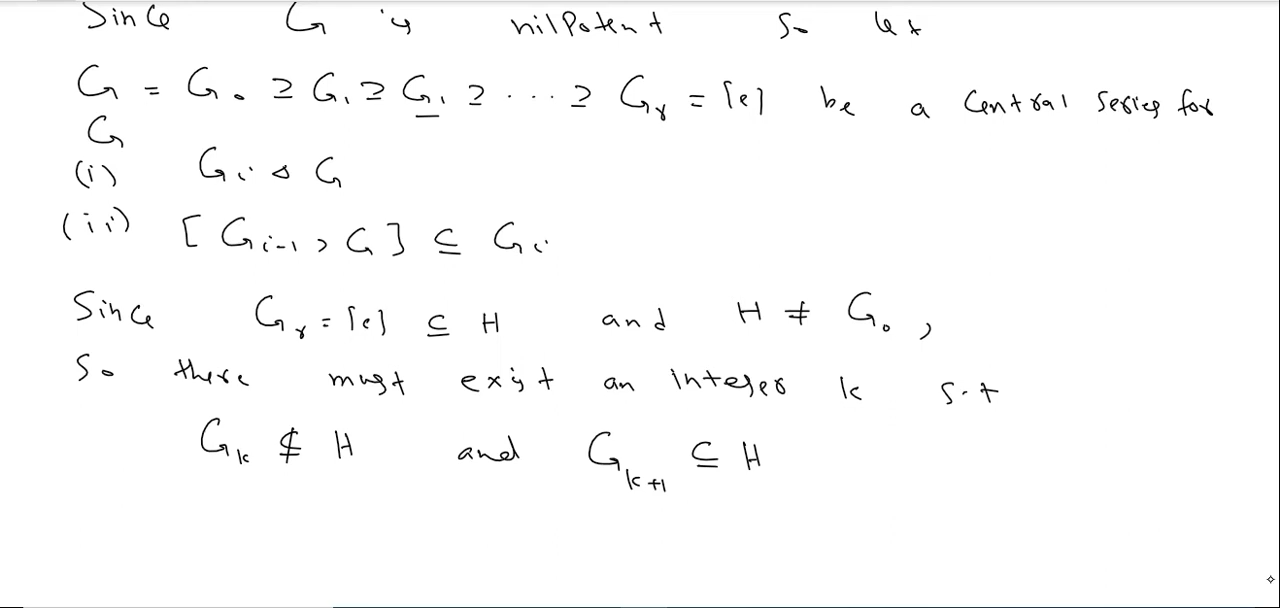 Since G is nilpotent so let
G = G₀ ⊇ G₁ ⊇ G₁ ⊇ ... ⊇ Gᵣ = {e} be a central series for
G
(i) Gᵢ ⊲ G
(ii) [Gᵢ₋₁, G] ⊆ Gᵢ
Since Gᵣ = {e} ⊆ H and H ≠ G₀,
So there must exist an integer k s.t
Gₖ ⊈ H and Gₖ₊₁ ⊆ H